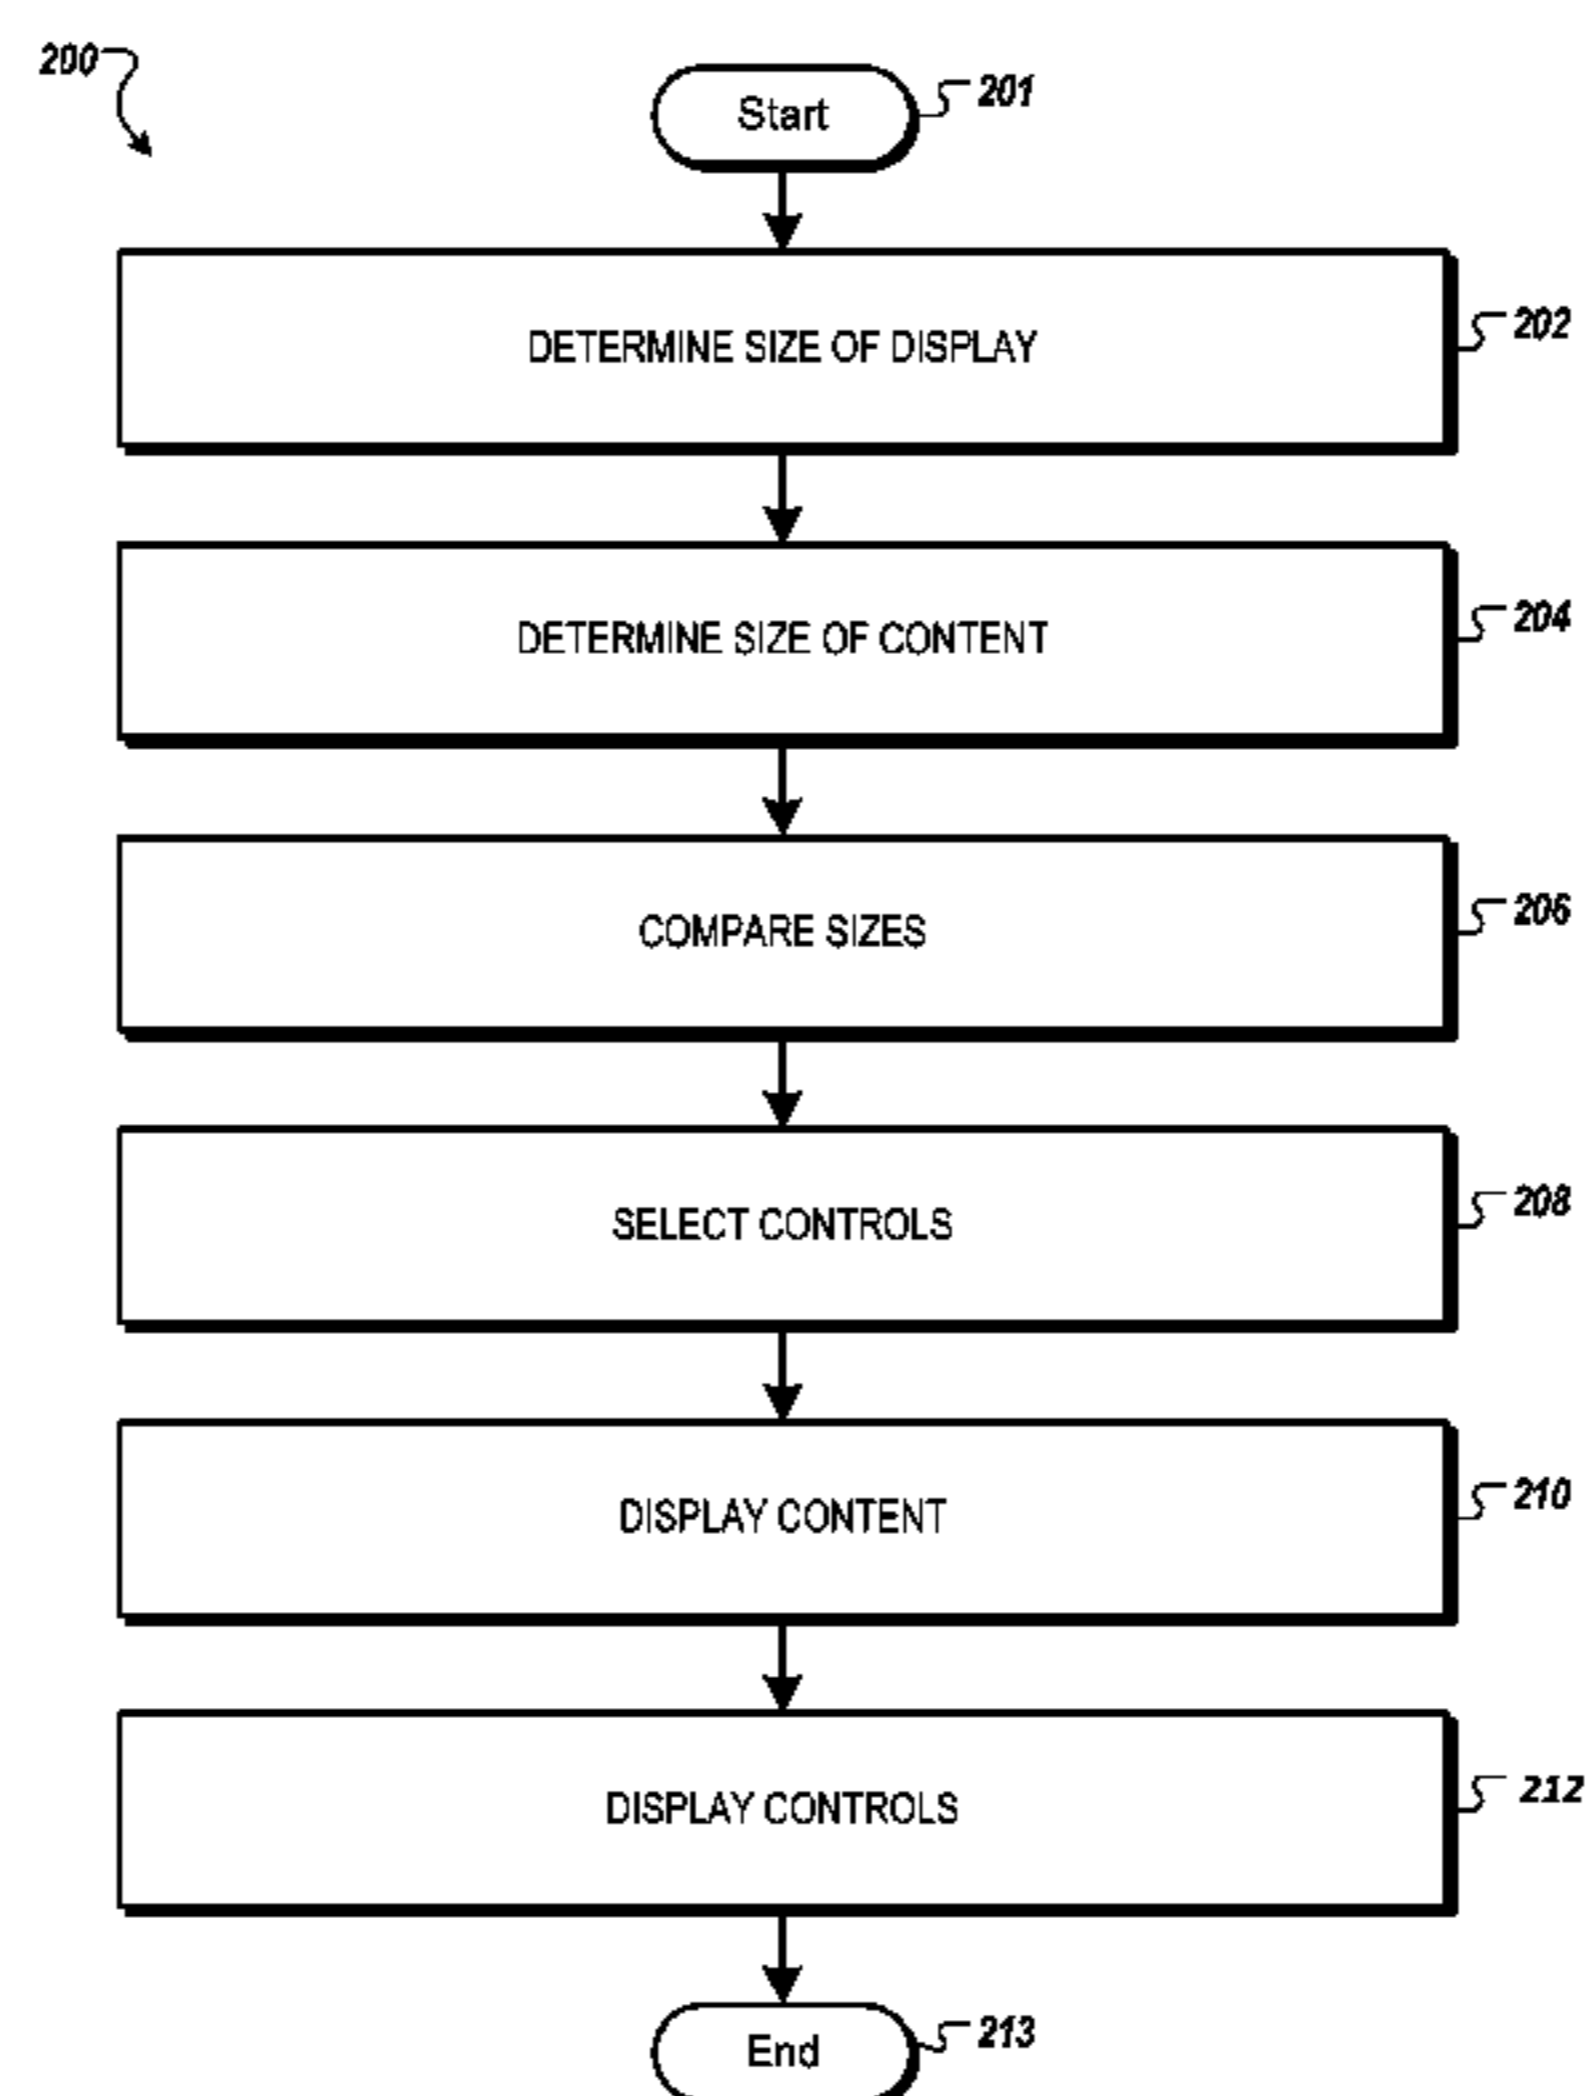 200
Start
201
DETERMINE SIZE OF DISPLAY
202
DETERMINE SIZE OF CONTENT
204
COMPARE SIZES
206
SELECT CONTROLS
208
DISPLAY CONTENT
210
DISPLAY CONTROLS
212
End
213